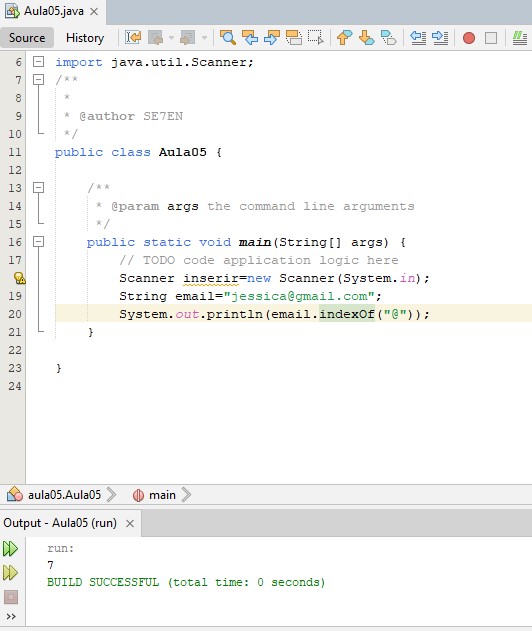 Aula05.java
Source History
6 import java.util.Scanner;
7 /**
8 *
9 * @author SE7EN
10 */
11 public class Aula05 {
12
13 /**
14 * @param args the command line arguments
15 */
16 public static void main(String[] args) {
17 // TODO code application logic here
Scanner inserir=new Scanner(System.in);
19 String email="jessica@gmail.com";
20 System.out.println(email.indexOf("@"));
21 }
22
23 }
24
aula05.Aula05 main
Output - Aula05 (run)
run:
7
BUILD SUCCESSFUL (total time: 0 seconds)